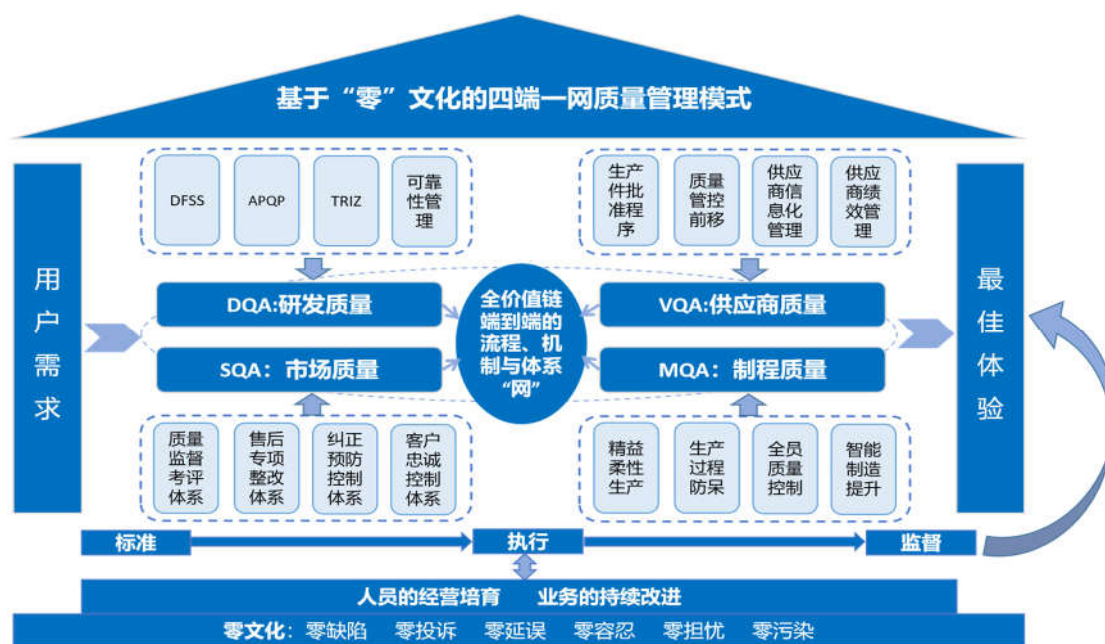 基于“零”文化的四端一网质量管理模式
用户需求
DFSS
APQP
TRIZ
可靠
性管
理
生产
件批
准程
序
质量
管控
前移
供应
商信
息化
管理
供应
商绩
效管
理
DQA:研发质量
SQA：市场质量
全价值链
端到端的
流程、机
制与体系
“网”
VQA:供应商质量
MQA：制程质量
最佳体验
质量
监督
考评
体系
售后
专项
整改
体系
纠正
预防
控制
体系
客户
忠诚
控制
体系
精益
柔性
生产
生产
过程
防呆
全员
质量
控制
智能
制造
提升
标准
执行
监督
人员的经营培育 业务的持续改进
零文化：零缺陷 零投诉 零延误 零容忍 零担忧 零污染